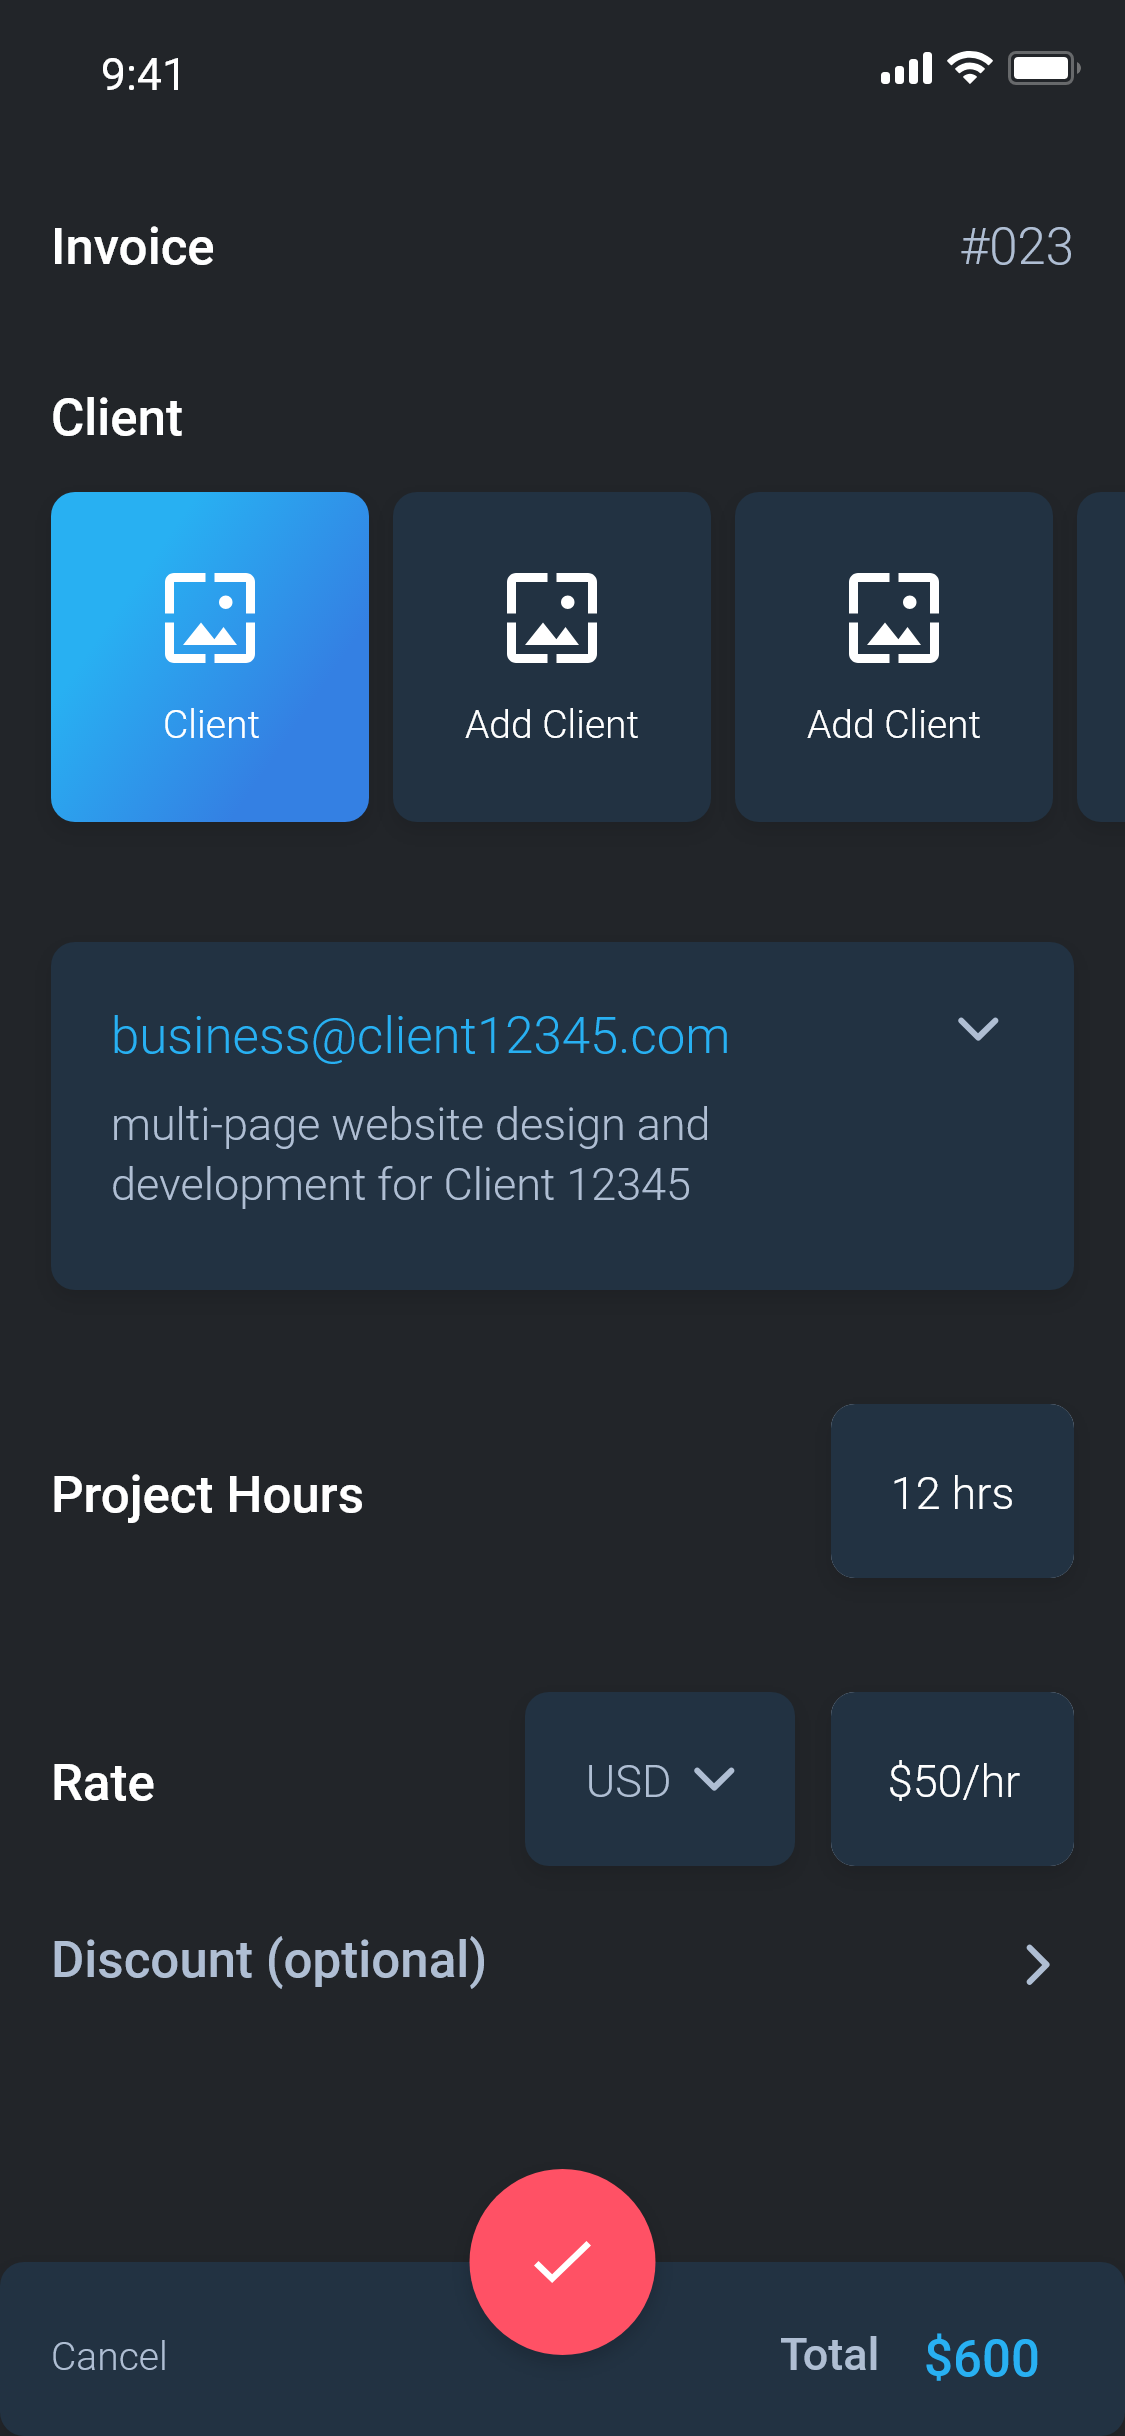 9:41
Invoice
#023
Client
Client
Add Client
Add Client
business@client12345.com
multi-page website design and
development for Client 12345
Project Hours
12 hrs
Rate
USD
$50/hr
Discount (optional)
Cancel
Total
$600